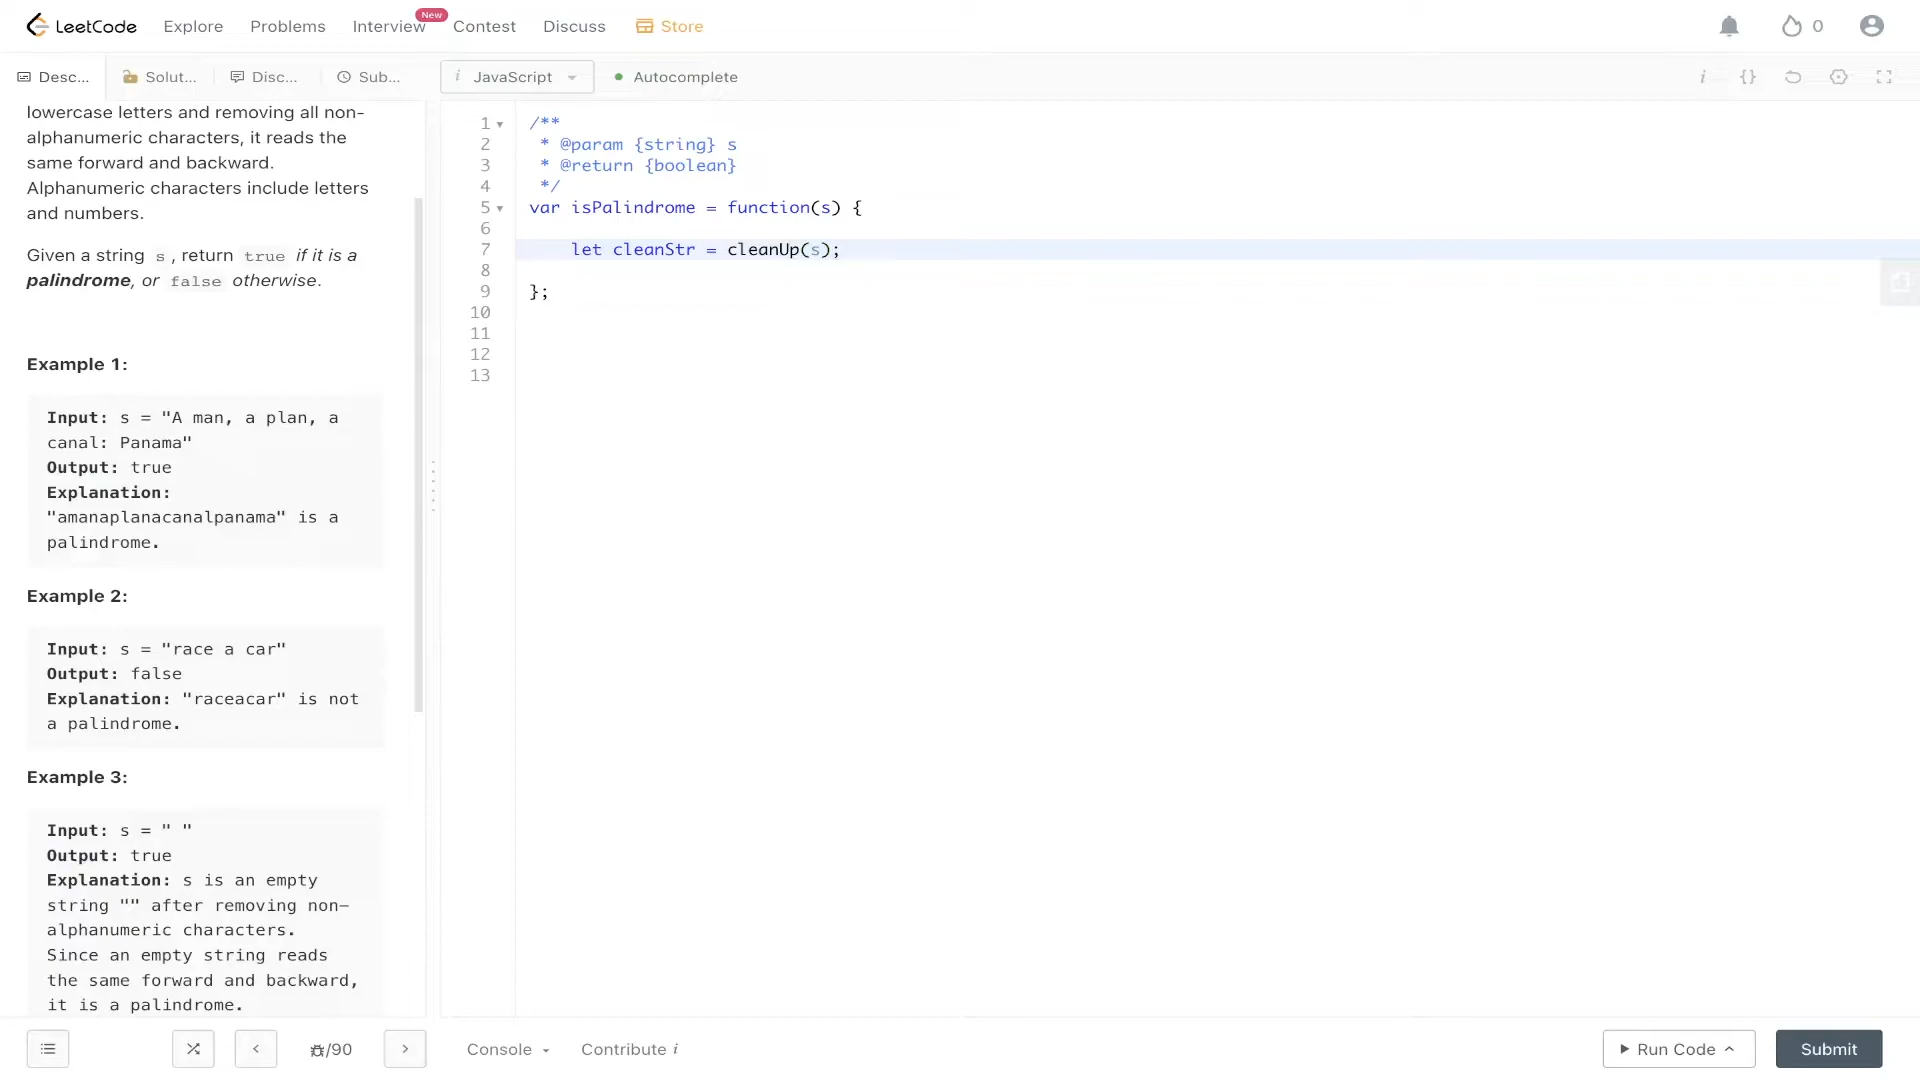 LeetCode Explore Problems Interview New Contest Discuss Store 0
Desc... Solut... Disc... Sub... i JavaScript Autocomplete i {}
lowercase letters and removing all non-
alphanumeric characters, it reads the
same forward and backward.
Alphanumeric characters include letters
and numbers.
Given a string s, return true if it is a
palindrome, or false otherwise.
Example 1:
Input: s = "A man, a plan, a
canal: Panama"
Output: true
Explanation:
"amanaplanacanalpanama" is a
palindrome.
Example 2:
Input: s = "race a car"
Output: false
Explanation: "raceacar" is not
a palindrome.
Example 3:
Input: s = " "
Output: true
Explanation: s is an empty
string "" after removing non-
alphanumeric characters.
Since an empty string reads
the same forward and backward,
it is a palindrome.
1 /**
2 * @param {string} s
3 * @return {boolean}
4 */
5 var isPalindrome = function(s) {
6
7 let cleanStr = cleanUp(s);
8
9 };
10
11
12
13
/90 Console Contribute i Run Code Submit